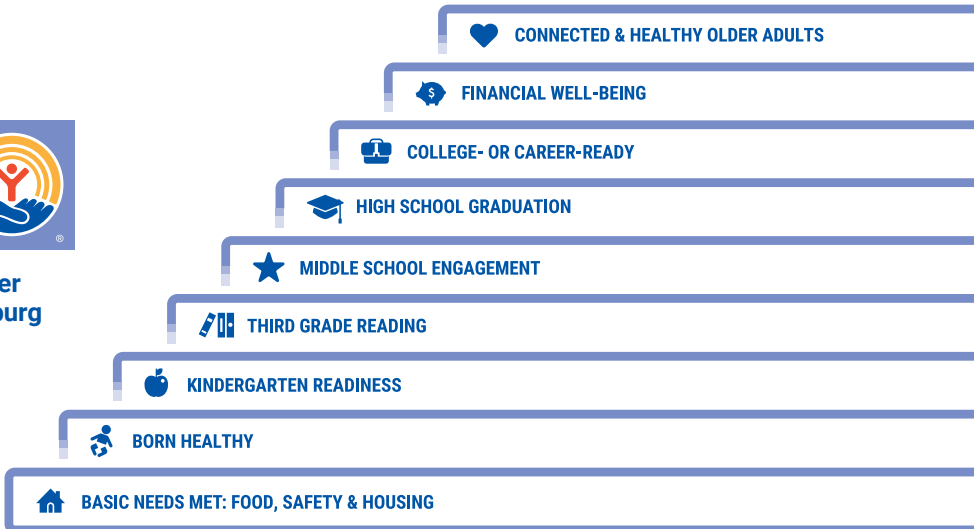 CONNECTED & HEALTHY OLDER ADULTS
$
FINANCIAL WELL-BEING
COLLEGE- OR CAREER-READY
HIGH SCHOOL GRADUATION
®
MIDDLE SCHOOL ENGAGEMENT
THIRD GRADE READING
KINDERGARTEN READINESS
BORN HEALTHY
BASIC NEEDS MET: FOOD, SAFETY & HOUSING